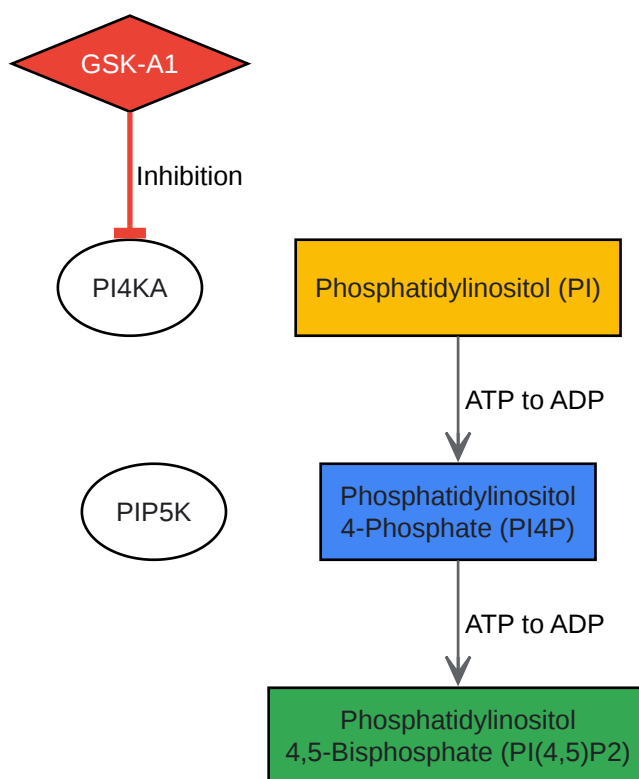 GSK-A1
Inhibition
PI4KA
Phosphatidylinositol (PI)
ATP to ADP
PIP5K
Phosphatidylinositol
4-Phosphate (PI4P)
ATP to ADP
Phosphatidylinositol
4,5-Bisphosphate (PI(4,5)P2)